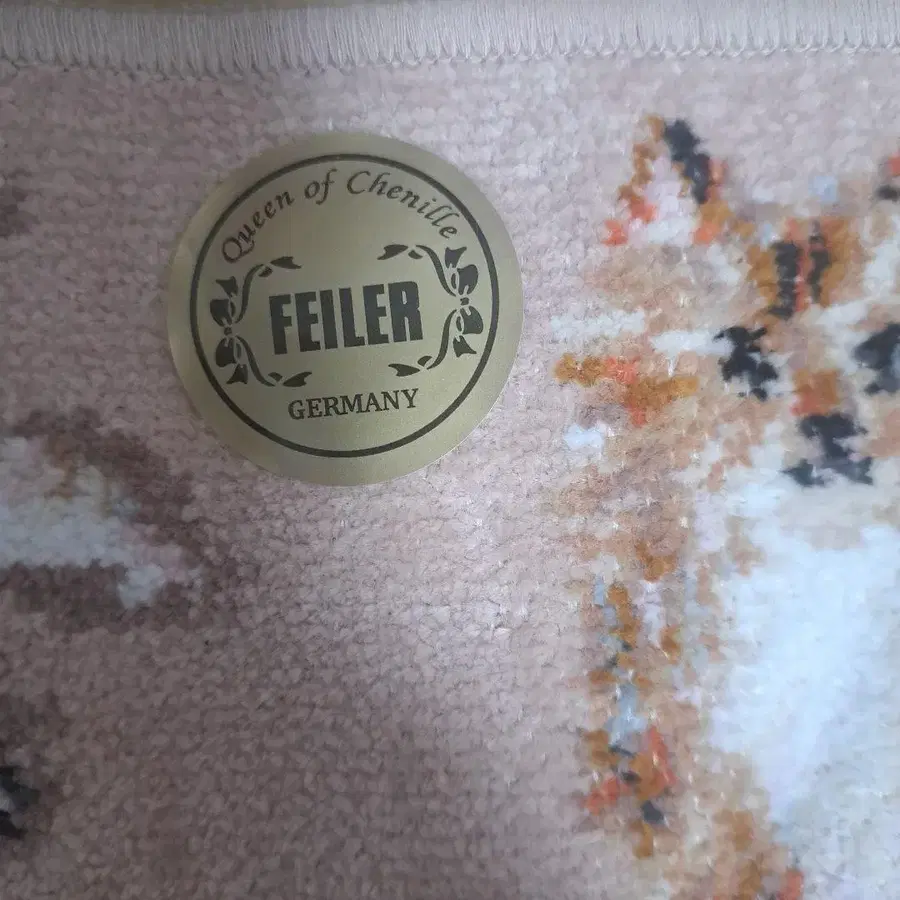 Queen of Chenille
FEILER
GERMANY